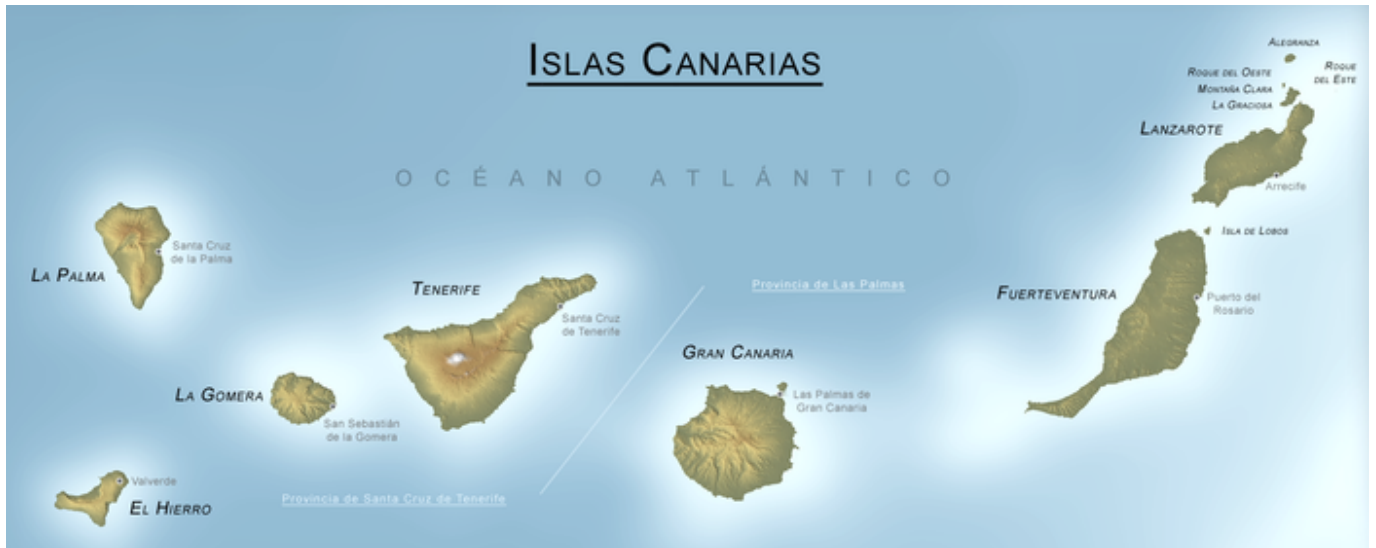 ISLAS CANARIAS
ALEGRANZA
ROQUE
DEL ESTE
ROQUE DEL OESTE
MONTAÑA CLARA
LA GRACIOSA
LANZAROTE
OCÉANO ATLÁNTICO
Arrecife
ISLA DE LOBOS
Santa Cruz
de la Palma
LA PALMA
TENERIFE
Provincia de Las Palmas
FUERTEVENTURA
Puerto del
Rosario
Santa Cruz
de Tenerife
GRAN CANARIA
LA GOMERA
Las Palmas de
Gran Canaria
San Sebastián
de la Gomera
Valverde
Provincia de Santa Cruz de Tenerife
EL HIERRO